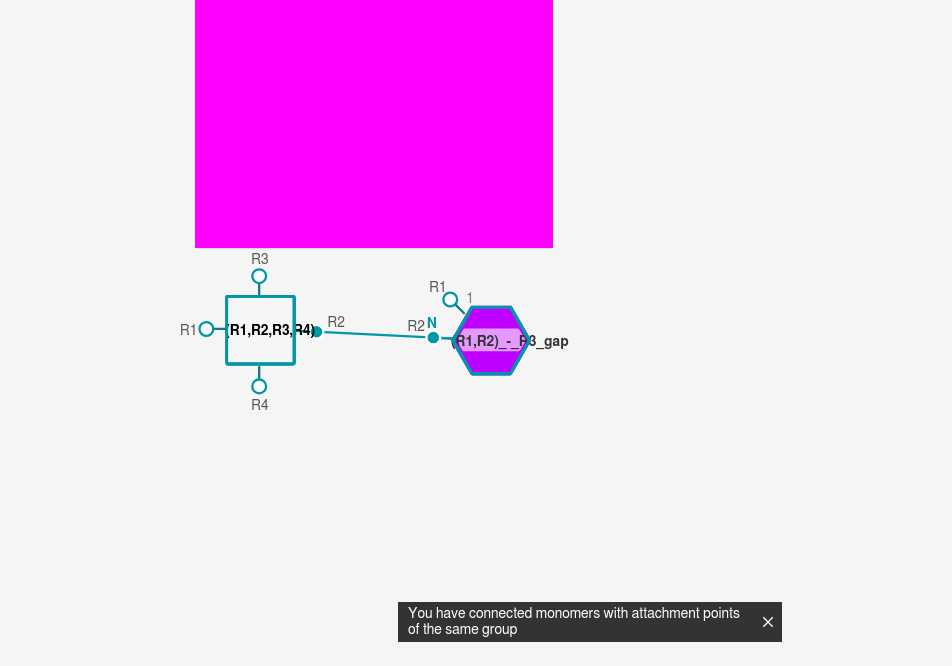 R3
R1
(R1,R2,R3,R4)
R2
R4
R1
1
R2
N
(R1,R2)_-_R3_gap
You have connected monomers with attachment points
of the same group